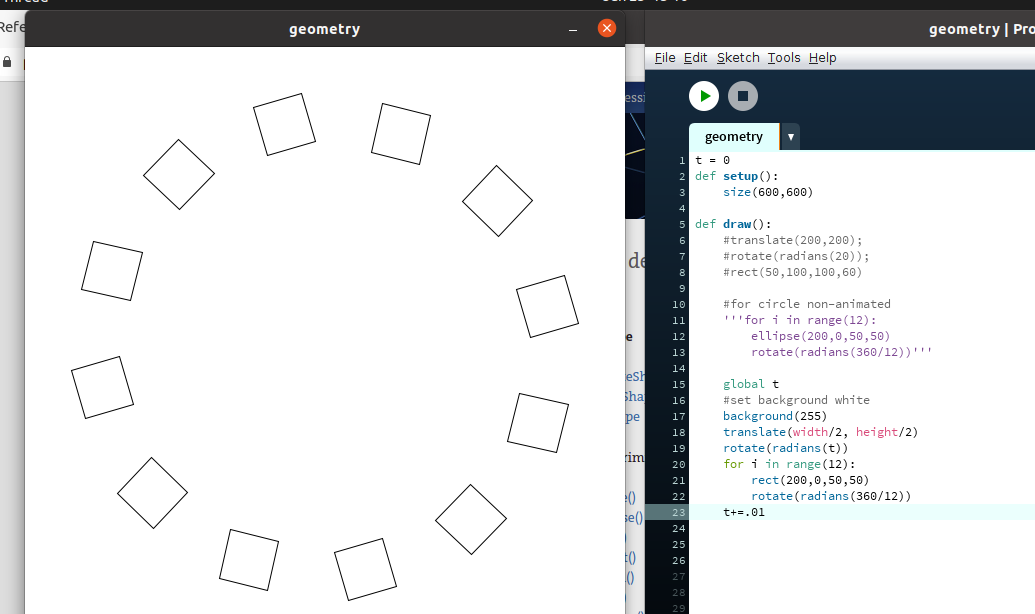 geometry
geometry | Pro
File Edit Sketch Tools Help
geometry
1 t = 0
2 def setup():
3 size(600,600)
4
5 def draw():
6 #translate(200,200);
7 #rotate(radians(20));
8 #rect(50,100,100,60)
9
10 #for circle non-animated
11 '''for i in range(12):
12 ellipse(200,0,50,50)
13 rotate(radians(360/12))'''
14
15 global t
16 #set background white
17 background(255)
18 translate(width/2, height/2)
19 rotate(radians(t))
20 for i in range(12):
21 rect(200,0,50,50)
22 rotate(radians(360/12))
23 t+=.01
24
25
26
27
28
29